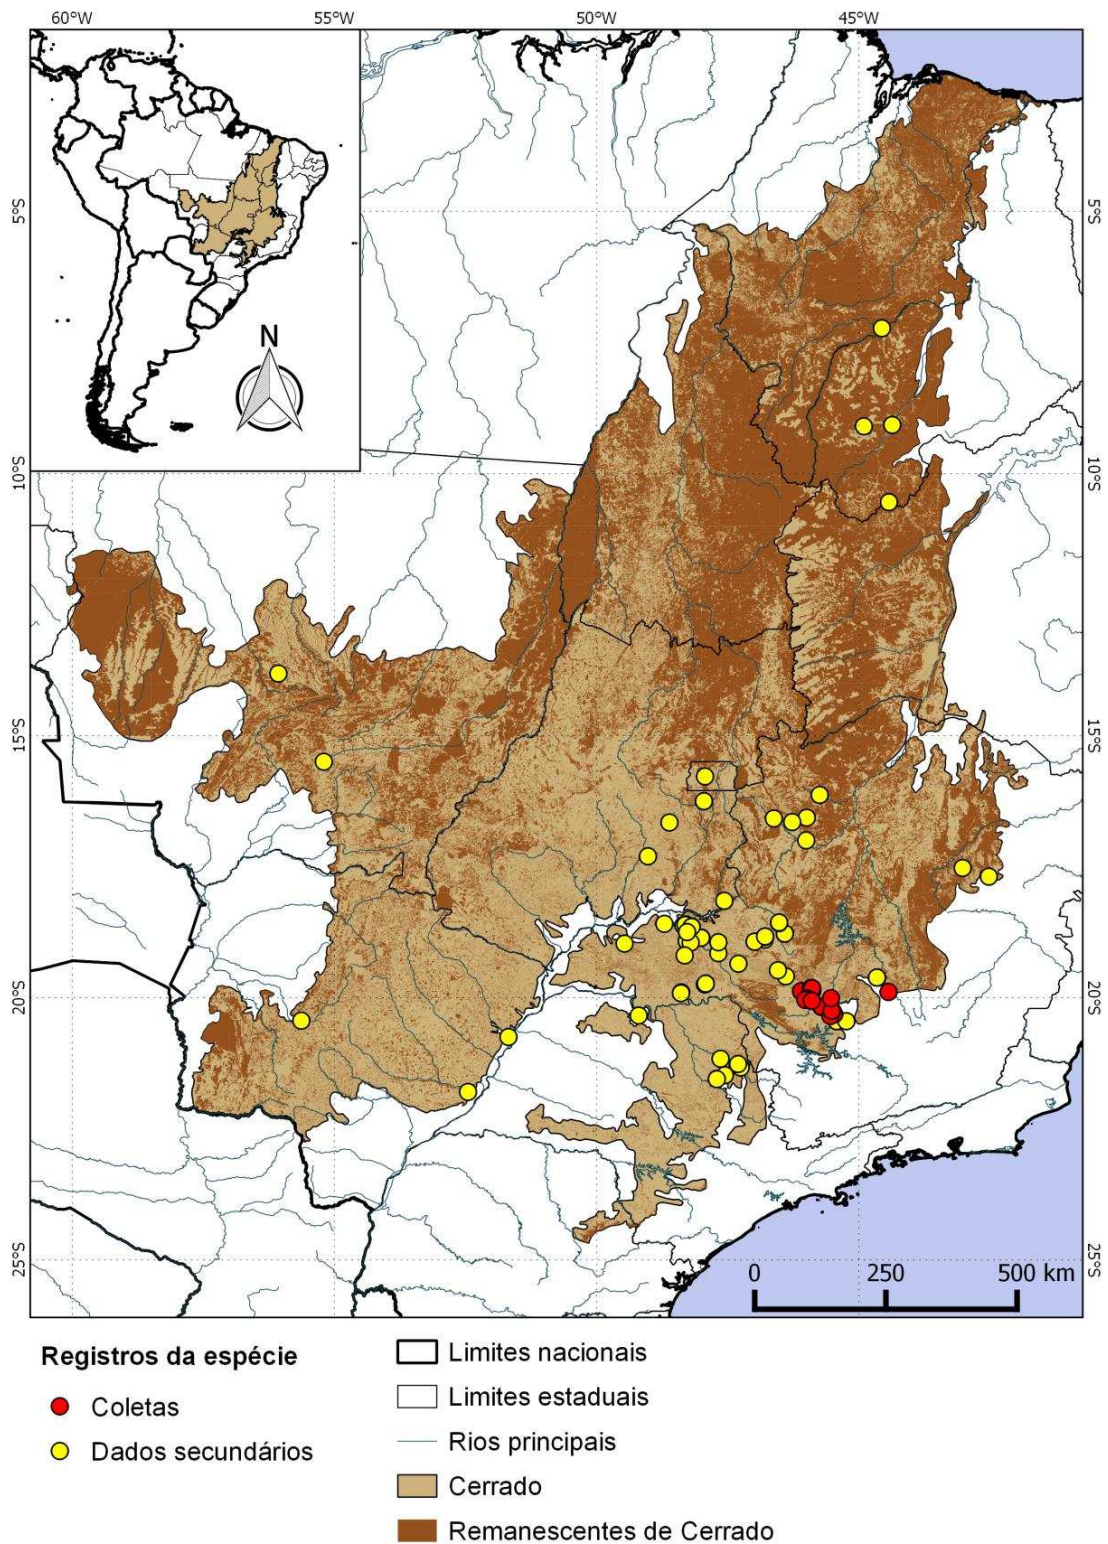 60°W 55°W 50°W 45°W
N
5°S 5°S
10°S 10°S
15°S 15°S
20°S 20°S
25°S 25°S
0 250 500 km
Registros da espécie
Coletas
Dados secundários
Limites nacionais
Limites estaduais
Rios principais
Cerrado
Remanescentes de Cerrado